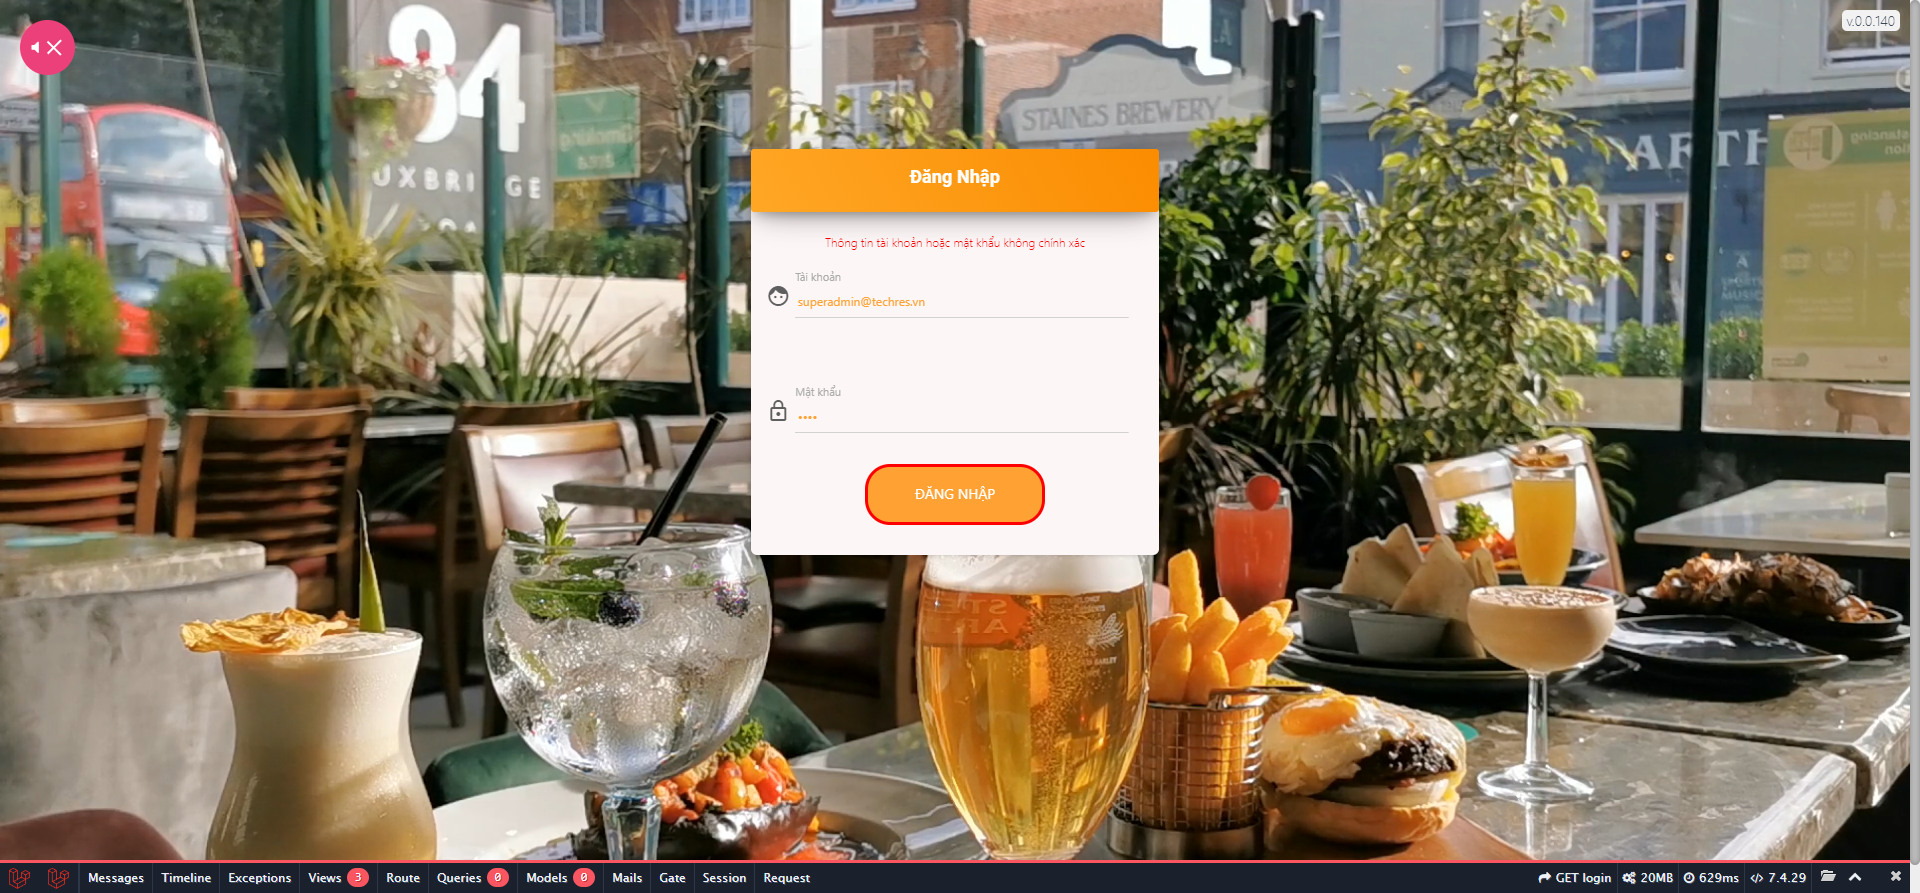 v.0.0.140
84
UXBRIDGE
STAINES BREWERY
ARTH
Đăng Nhập
Thông tin tài khoản hoặc mật khẩu không chính xác
Tài khoản
superadmin@techres.vn
Mật khẩu
••••
ĐĂNG NHẬP
Messages
Timeline
Exceptions
Views 3
Route
Queries 0
Models 0
Mails
Gate
Session
Request
GET login
20MB
629ms
7.4.29